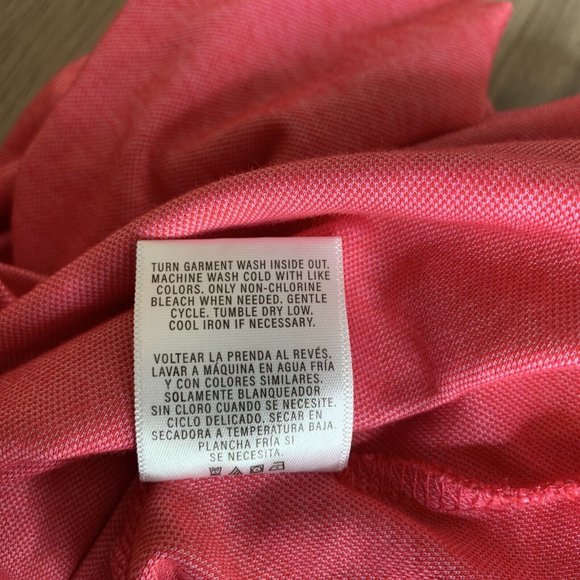 TURN GARMENT WASH INSIDE OUT.
MACHINE WASH COLD WITH LIKE
COLORS. ONLY NON-CHLORINE
BLEACH WHEN NEEDED. GENTLE
CYCLE. TUMBLE DRY LOW.
COOL IRON IF NECESSARY.
VOLTEAR LA PRENDA AL REVÉS.
LAVAR A MÁQUINA EN AGUA FRÍA
Y CON COLORES SIMILARES.
SOLAMENTE BLANQUEADOR
SIN CLORO CUANDO SE NECESITE.
CICLO DELICADO. SECAR EN
SECADORA A TEMPERATURA BAJA.
PLANCHA FRÍA SI
SE NECESITA.